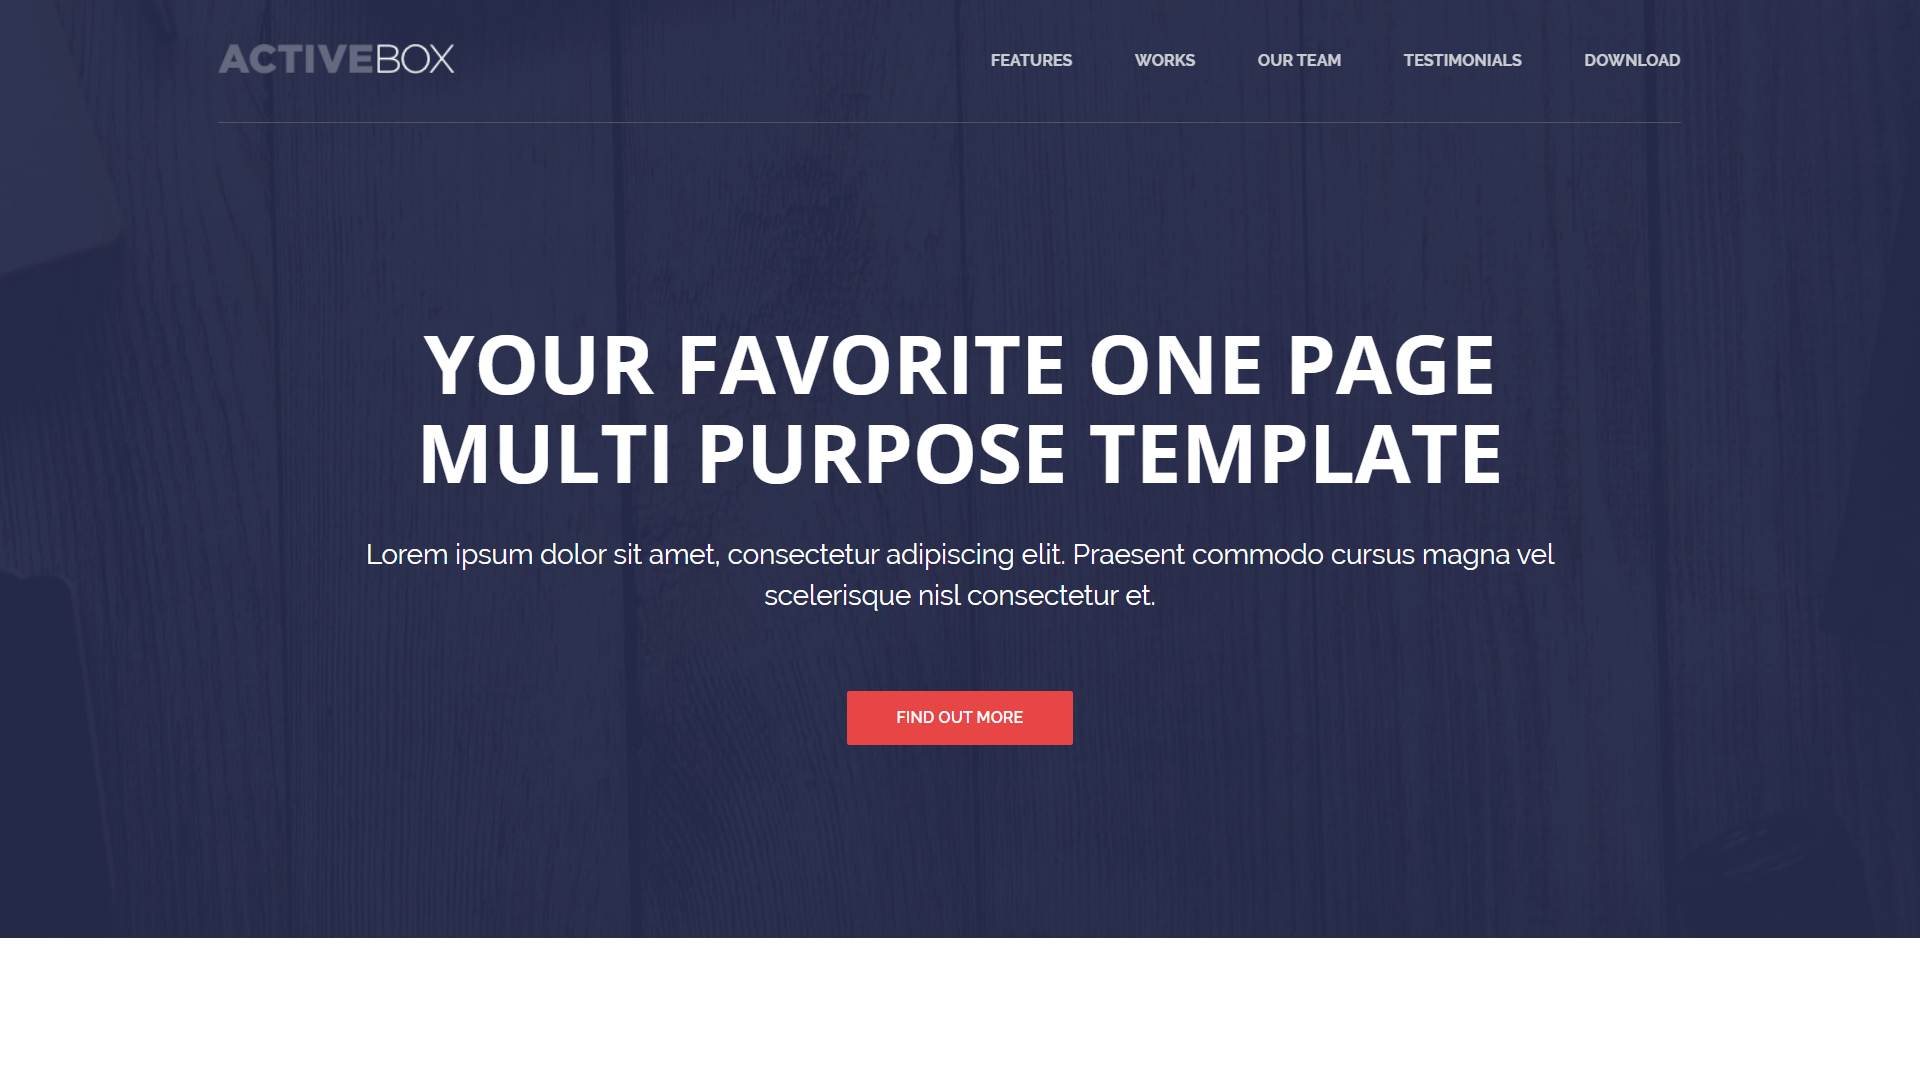 ACTIVEBOX
FEATURES WORKS OUR TEAM TESTIMONIALS DOWNLOAD
YOUR FAVORITE ONE PAGE
MULTI PURPOSE TEMPLATE
Lorem ipsum dolor sit amet, consectetur adipiscing elit. Praesent commodo cursus magna vel
scelerisque nisl consectetur et.
FIND OUT MORE